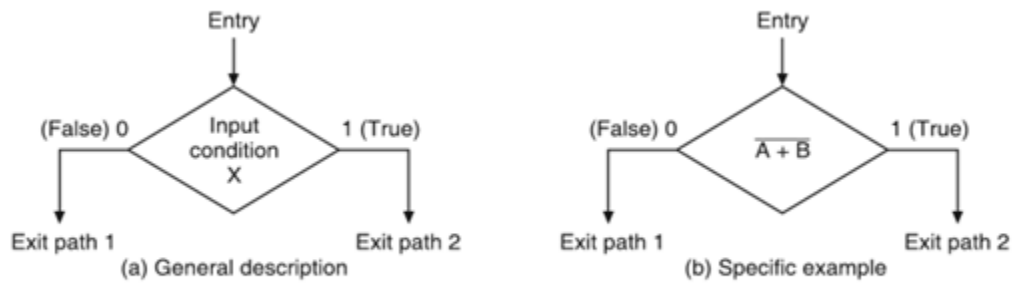 Entry
(False) 0
Input
condition
X
1 (True)
Exit path 1
Exit path 2
(a) General description
Entry
(False) 0
A + B
1 (True)
Exit path 1
Exit path 2
(b) Specific example